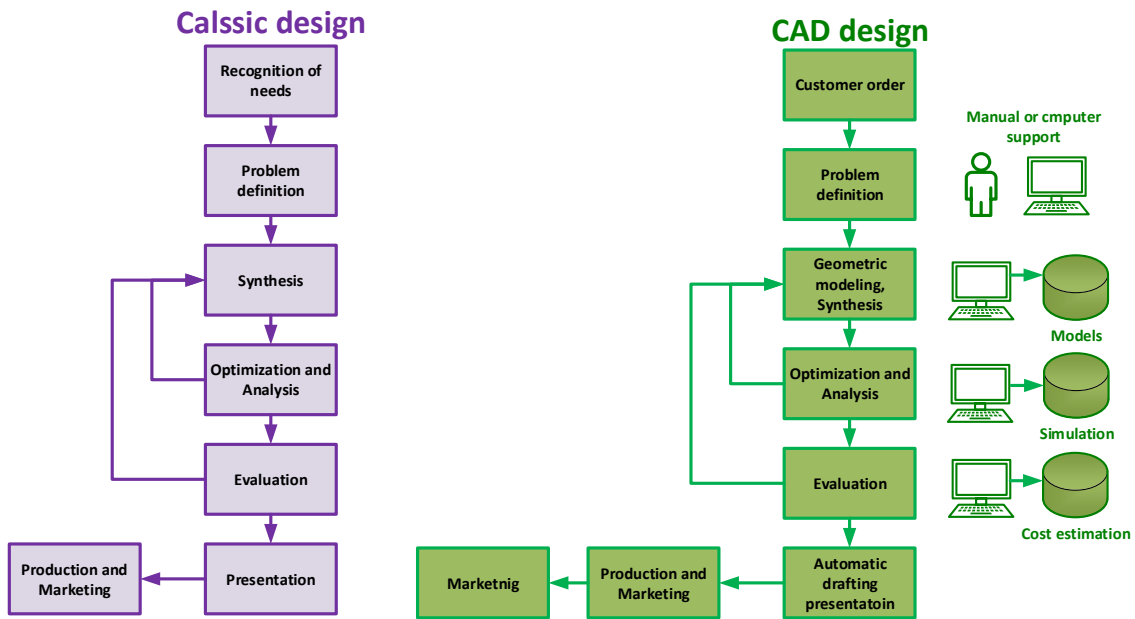 Calssic design
Recognition of
needs
Problem
definition
Synthesis
Optimization and
Analysis
Evaluation
Presentation
Production and
Marketing
CAD design
Customer order
Problem
definition
Geometric
modeling,
Synthesis
Optimization and
Analysis
Evaluation
Automatic
drafting
presentatoin
Production and
Marketing
Marketnig
Manual or cmputer
support
Models
Simulation
Cost estimation